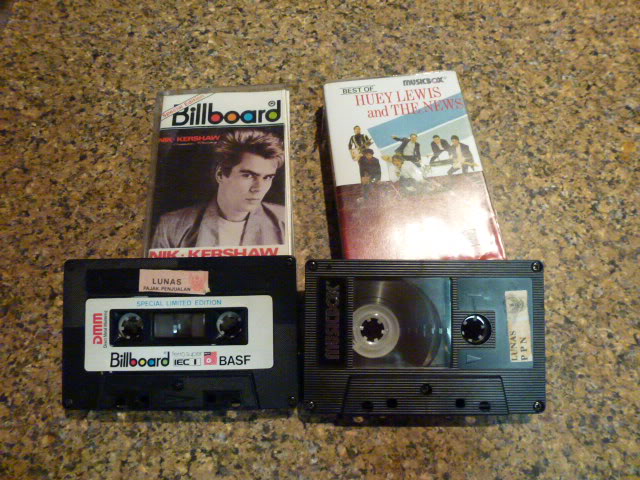 Billboard®
NIK • KERSHAW
NIK • KERSHAW
musicbox
BEST OF
HUEY LEWIS
and THE NEWS
LUNAS
PAJAK PENJUALAN
SPECIAL LIMITED EDITION
DMM
Billboard
IEC I
BASF
MUSICBOX
LUNAS
PPN